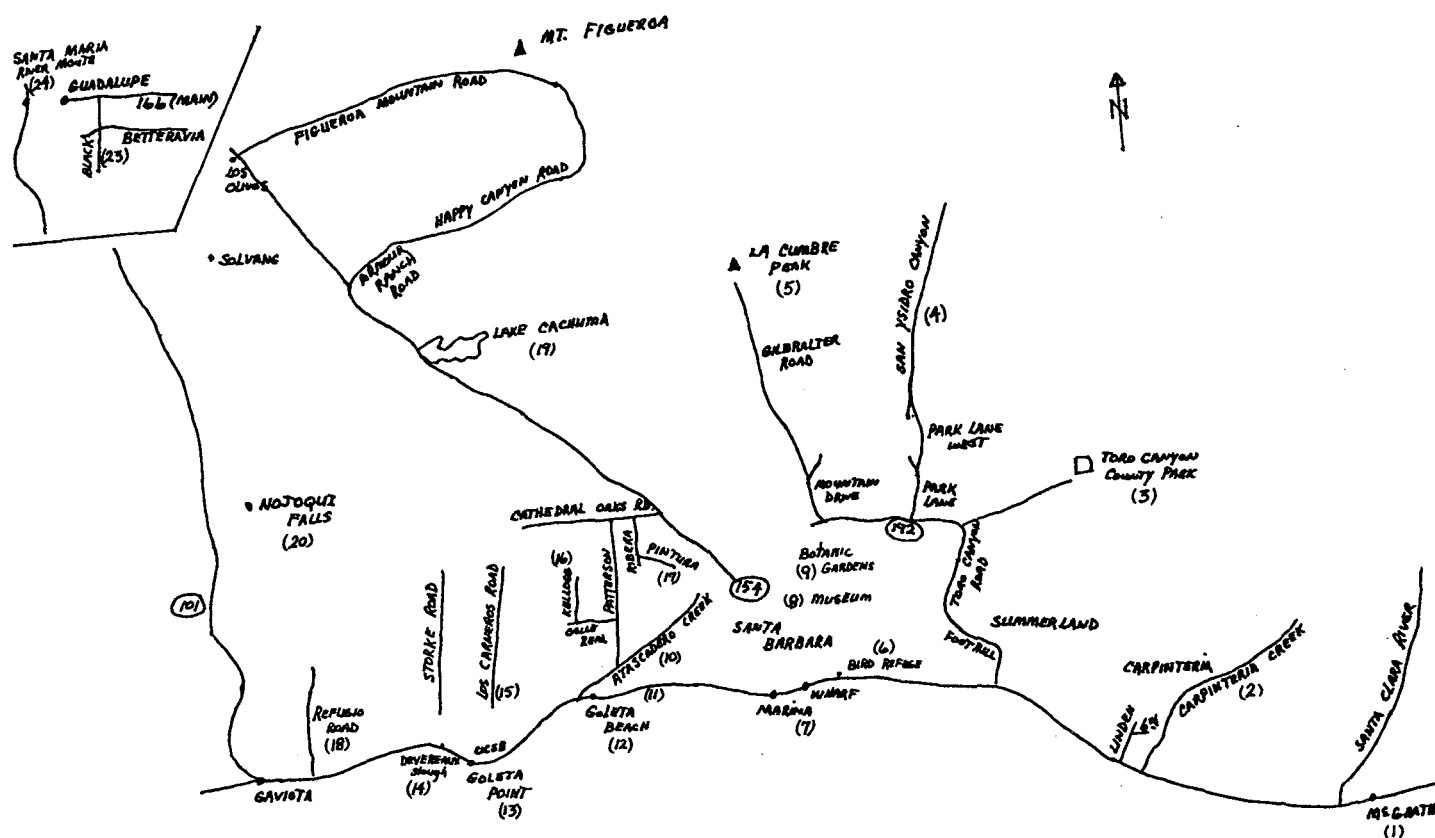 MT. FIGUEROA
SANTA MARIA
RIVER MOUTH
(24)
GUADALUPE
166 (MAIN)
BETTERAVIA
BLACK
(23)
FIGUEROA MOUNTAIN ROAD
N
LOS
OLIVOS
HAPPY CANYON ROAD
SOLVANG
ARMOUR
RANCH
ROAD
LA CUMBRE
PEAK
(5)
SAN YSIDRO CANYON
(4)
LAKE CACHUMA
(19)
GILBRALTER
ROAD
PARK LANE
WEST
TORO CANYON
COUNTY PARK
(3)
MOUNTAIN
DRIVE
PARK
LANE
NOJOQUI
FALLS
(20)
CATHEDRAL OAKS RD.
192
BOTANIC
(9) GARDENS
TORO CANYON
ROAD
(16)
KELLOGG
PATTERSON
RIBERA
PINTURA
(17)
154
(8) MUSEUM
101
STORKE ROAD
LOS CARNEROS ROAD
(15)
CALLE
REAL
ATASCADERO CREEK
(10)
SANTA
BARBARA
SUMMERLAND
FOOTHILL
(6)
BIRD REFUGE
CARPINTERIA
CARPINTERIA CREEK
(2)
SANTA CLARA RIVER
REFUGIO
ROAD
(18)
GOLETA
BEACH
(12)
(11)
MARINA
(7)
WHARF
LINDEN
6TH
DEVEREAUX
Slough
(14)
UCSB
GOLETA
POINT
(13)
GAVIOTA
McGRATH
(1)